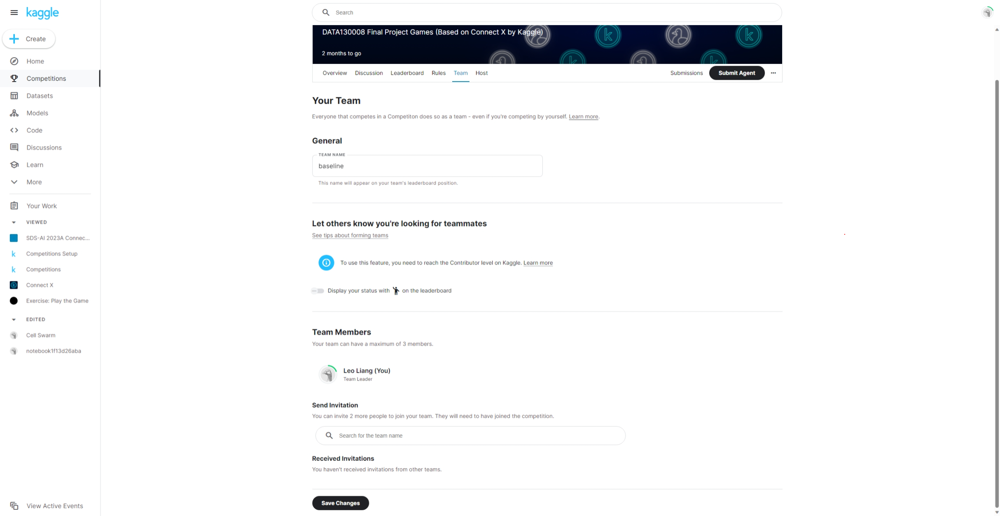 kaggle
Search
Create
Home
Competitions
Datasets
Models
Code
Discussions
Learn
More
Your Work
VIEWED
SDS-AI 2023A Connec...
Competitions Setup
Competitions
Connect X
Exercise: Play the Game
EDITED
Cell Swarm
notebook1f13d26aba
View Active Events
DATA130008 Final Project Games (Based on Connect X by Kaggle)
2 months to go
Overview Discussion Leaderboard Rules Team Host Submissions Submit Agent
Your Team
Everyone that competes in a Competiton does so as a team - even if you're competing by yourself. Learn more.
General
TEAM NAME
baseline
This name will appear on your team's leaderboard position.
Let others know you're looking for teammates
See tips about forming teams
To use this feature, you need to reach the Contributor level on Kaggle. Learn more
Display your status with on the leaderboard
Team Members
Your team can have a maximum of 3 members.
Leo Liang (You)
Team Leader
Send Invitation
You can invite 2 more people to join your team. They will need to have joined the competition.
Search for the team name
Received Invitations
You haven't received invitations from other teams.
Save Changes